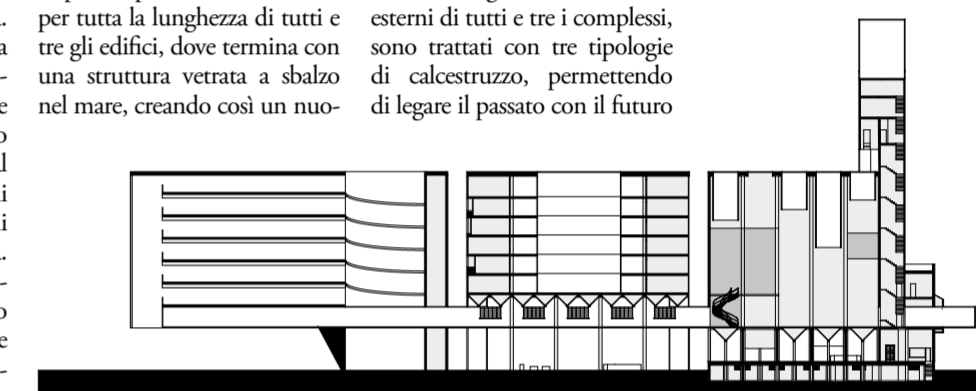 per tutta la lunghezza di tutti e
tre gli edifici, dove termina con
una struttura vetrata a sbalzo
nel mare, creando così un nuo-
esterni di tutti e tre i complessi,
sono trattati con tre tipologie
di calcestruzzo, permettendo
di legare il passato con il futuro